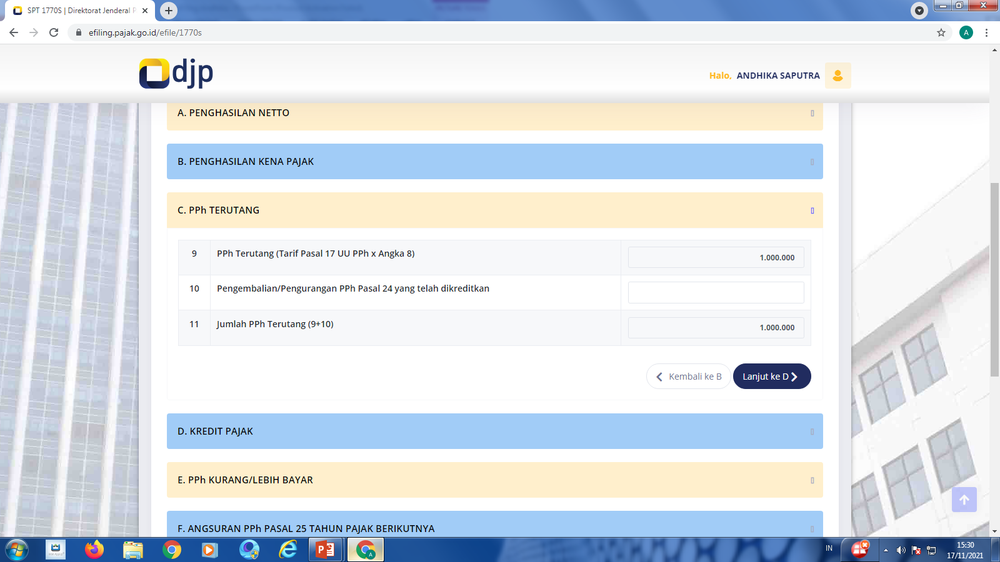 SPT 1770S | Direktorat Jenderal P
efiling.pajak.go.id/efile/1770s
A
djp
Halo, ANDHIKA SAPUTRA
A. PENGHASILAN NETTO
B. PENGHASILAN KENA PAJAK
C. PPh TERUTANG
9 PPh Terutang (Tarif Pasal 17 UU PPh x Angka 8) 1.000.000
10 Pengembalian/Pengurangan PPh Pasal 24 yang telah dikreditkan
11 Jumlah PPh Terutang (9+10) 1.000.000
Kembali ke B Lanjut ke D
D. KREDIT PAJAK
E. PPh KURANG/LEBIH BAYAR
F. ANGSURAN PPh PASAL 25 TAHUN PAJAK BERIKUTNYA
IN
15:30
17/11/2021